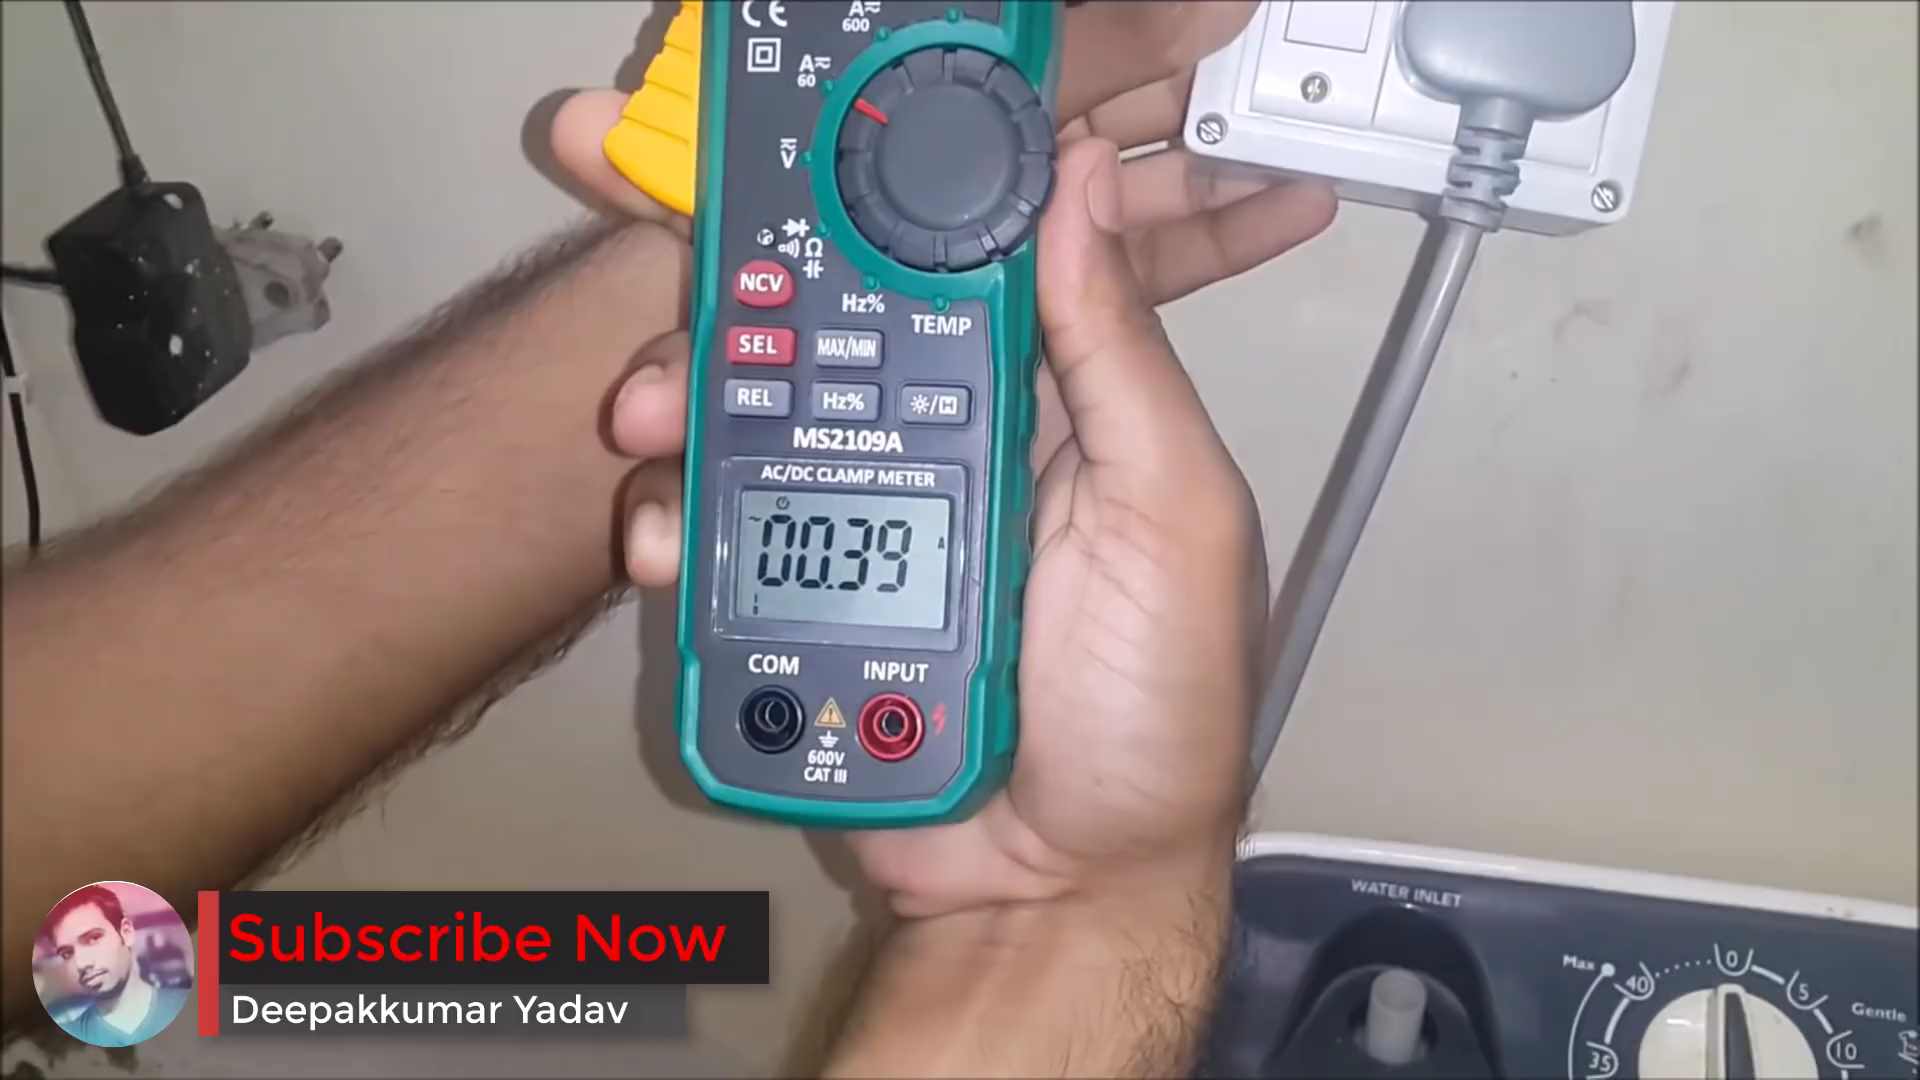 CE
A
600
A
60
V
Ω
NCV
Hz%
TEMP
SEL
MAX/MIN
REL
Hz%
/H
MS2109A
AC/DC CLAMP METER
00.39
A
COM
INPUT
600V
CAT III
WATER INLET
Max
40
0
5
Gentle
35
10
Subscribe Now
Deepakkumar Yadav